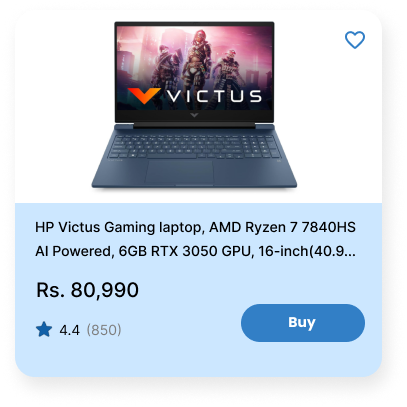 VICTUS
HP Victus Gaming laptop, AMD Ryzen 7 7840HS
AI Powered, 6GB RTX 3050 GPU, 16-inch(40.9...
Rs. 80,990
4.4 (850)
Buy